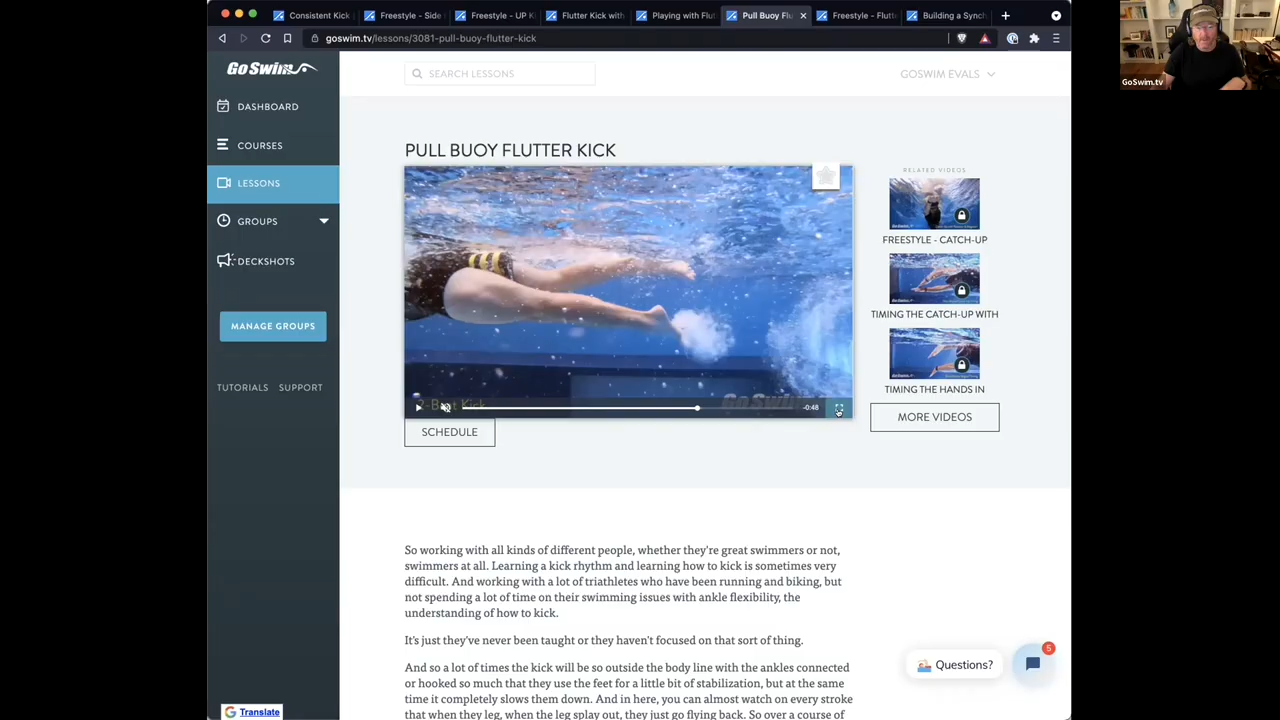 Consistent Kick
Freestyle - Side
Freestyle - UP K
Flutter Kick with
Playing with Flut
Pull Buoy Flu
Freestyle - Flutt
Building a Synch
goswim.tv/lessons/3081-pull-buoy-flutter-kick
GoSwim
SEARCH LESSONS
GOSWIM EVALS
GoSwim.tv
DASHBOARD
COURSES
LESSONS
GROUPS
DECKSHOTS
MANAGE GROUPS
TUTORIALS SUPPORT
PULL BUOY FLUTTER KICK
2-Beat Kick
GoSwim
-0:48
SCHEDULE
RELATED VIDEOS
FREESTYLE - CATCH-UP
TIMING THE CATCH-UP WITH
TIMING THE HANDS IN
MORE VIDEOS
So working with all kinds of different people, whether they're great swimmers or not,
swimmers at all. Learning a kick rhythm and learning how to kick is sometimes very
difficult. And working with a lot of triathletes who have been running and biking, but
not spending a lot of time on their swimming issues with ankle flexibility, the
understanding of how to kick.
It's just they've never been taught or they haven't focused on that sort of thing.
And so a lot of times the kick will be so outside the body line with the ankles connected
or hooked so much that they use the feet for a little bit of stabilization, but at the same
time it completely slows them down. And in here, you can almost watch on every stroke
that when they leg, when the leg splay out, they just go flying back. So over a course of
Questions?
5
Translate